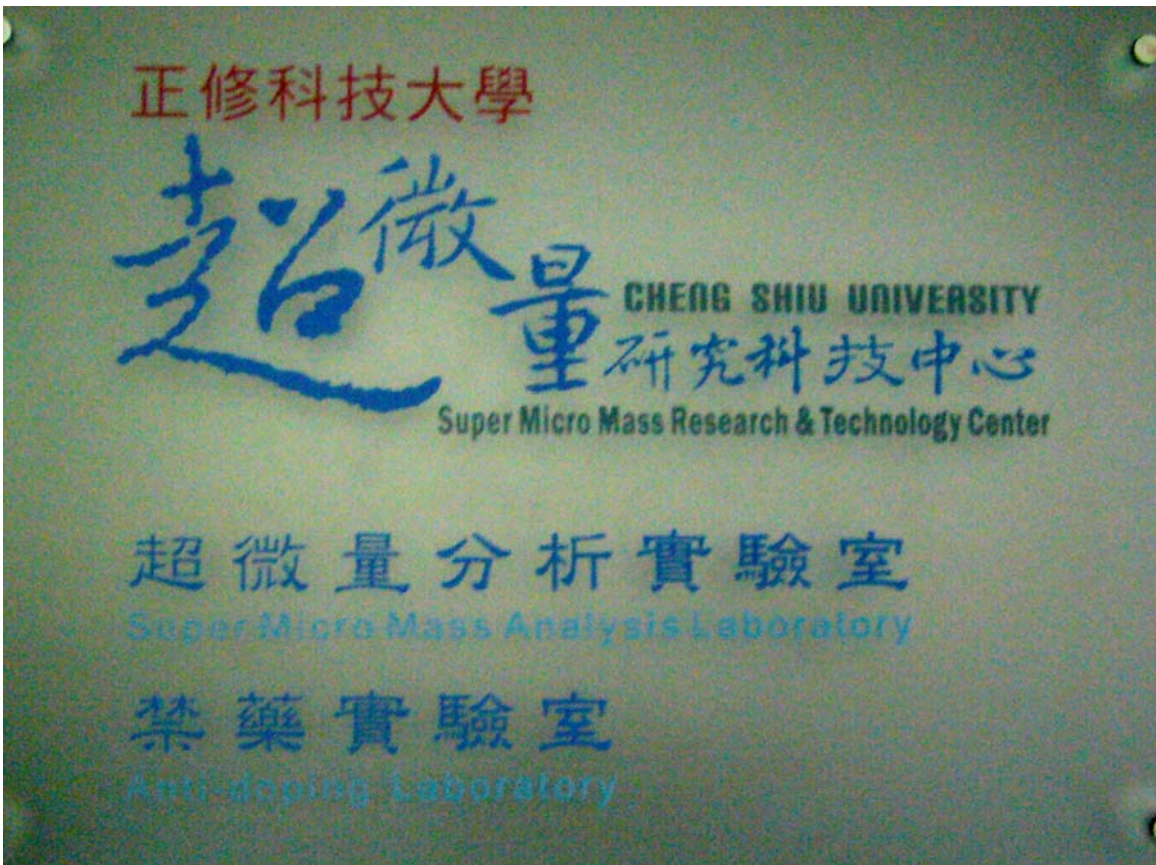 正修科技大學
超微量
CHENG SHIU UNIVERSITY
研究科技中心
Super Micro Mass Research & Technology Center
超微量分析實驗室
Super Micro Mass Analysis Laboratory
禁藥實驗室
Anti-doping Laboratory